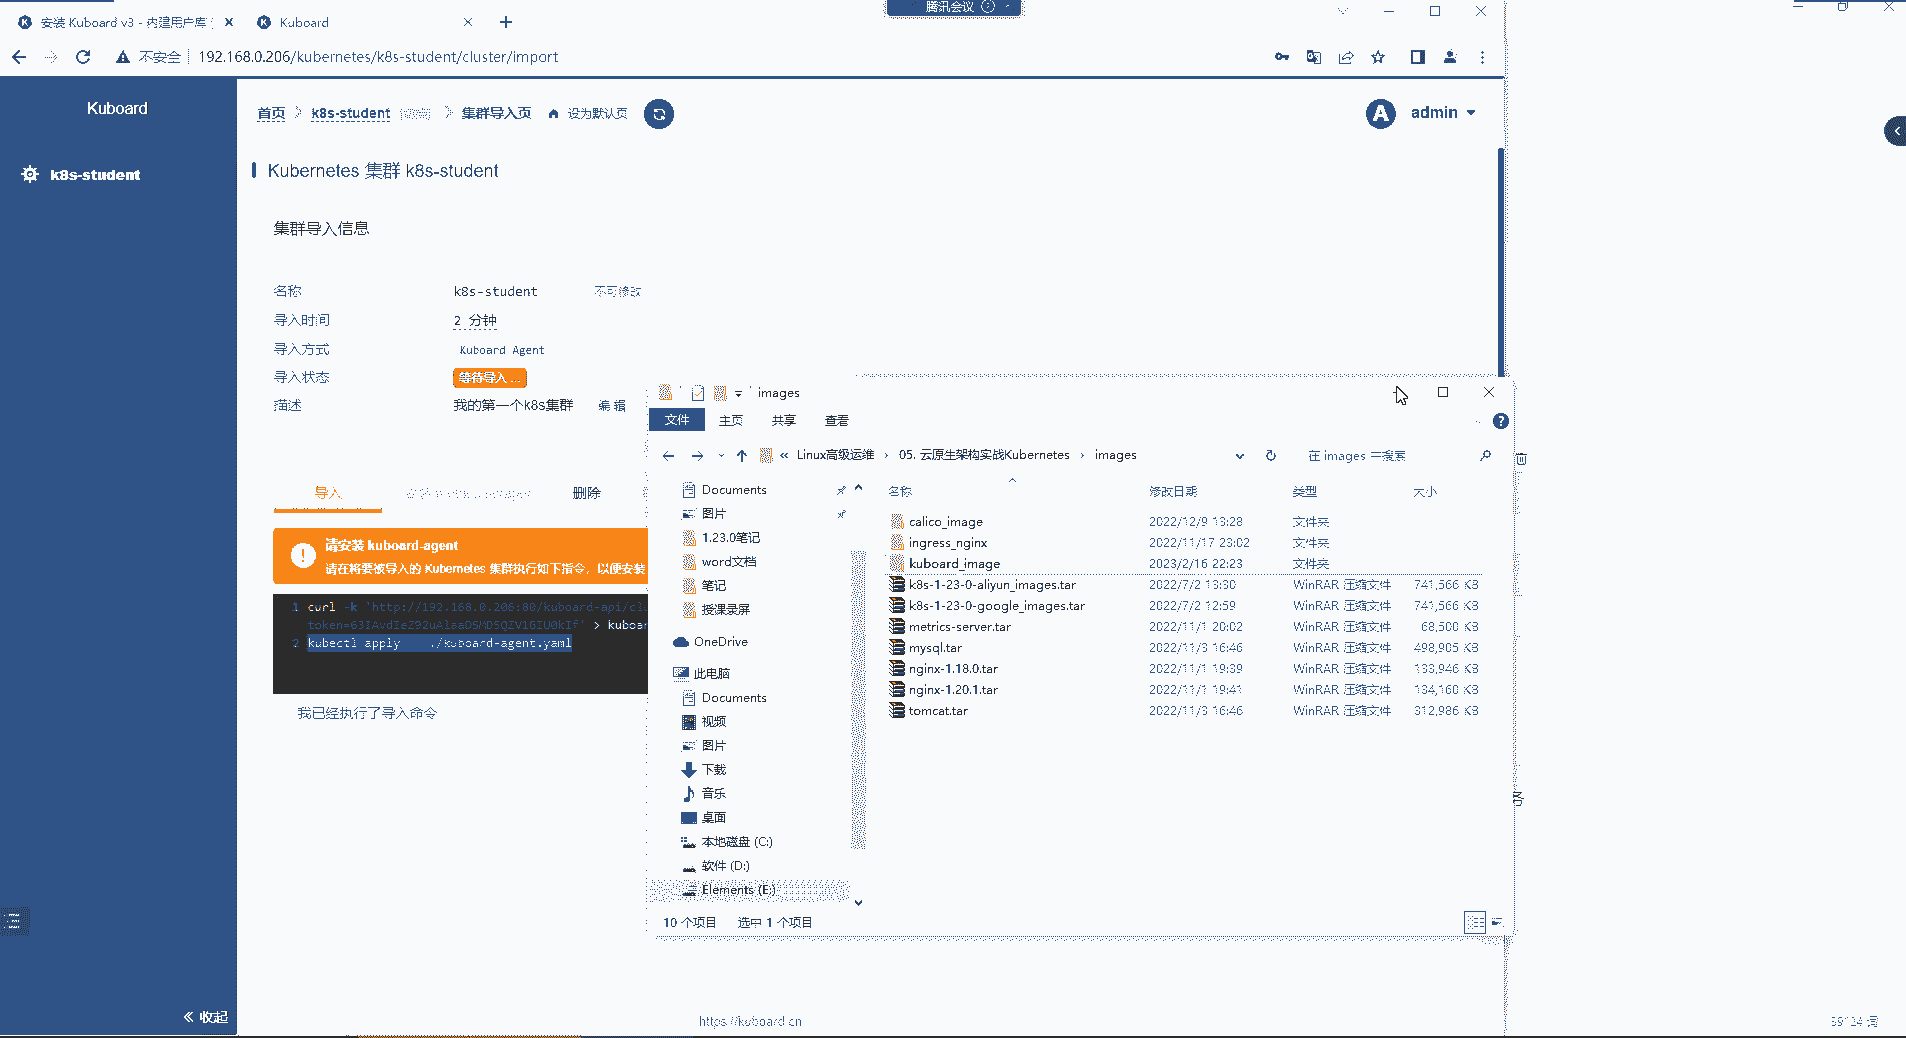 腾讯会议
安装 Kuboard v3 - 内建用户库
Kuboard
不安全
192.168.0.206/kubernetes/k8s-student/cluster/import
Kuboard
k8s-student
收起
首页
k8s-student
集群导入页
设为默认页
A
admin
Kubernetes 集群 k8s-student
集群导入信息
名称
k8s-student
不可修改
导入时间
2 分钟
导入方式
Kuboard Agent
导入状态
等待导入 ...
描述
我的第一个k8s集群
编 辑
导入
删除
请安装 kuboard-agent
请在将要被导入的 Kubernetes 集群执行如下指令，以便安装
1 curl -k 'http://192.168.0.206:80/kuboard-api/clu
> kuboar
2 kubectl apply ./kuboard-agent.yaml
我已经执行了导入命令
https://kuboard.cn
images
文件
主页
共享
查看
« Linux高级运维 › 05. 云原生架构实战Kubernetes › images
在 images 中搜索
Documents
图片
1.23.0笔记
word文档
笔记
授课录屏
OneDrive
此电脑
Documents
视频
图片
下载
音乐
桌面
本地磁盘 (C:)
软件 (D:)
Elements (E:)
名称
修改日期
类型
大小
calico_image 2022/12/9 13:28 文件夹
ingress_nginx 2022/11/17 23:02 文件夹
kuboard_image 2023/2/16 22:23 文件夹
k8s-1-23-0-aliyun_images.tar 2022/7/2 13:30 WinRAR 压缩文件 741,566 KB
k8s-1-23-0-google_images.tar 2022/7/2 12:59 WinRAR 压缩文件 741,566 KB
metrics-server.tar 2022/11/1 20:02 WinRAR 压缩文件 68,500 KB
mysql.tar 2022/11/3 16:46 WinRAR 压缩文件 498,905 KB
nginx-1.18.0.tar 2022/11/1 19:39 WinRAR 压缩文件 133,946 KB
nginx-1.20.1.tar 2022/11/1 19:41 WinRAR 压缩文件 134,160 KB
tomcat.tar 2022/11/3 16:46 WinRAR 压缩文件 312,986 KB
10 个项目
选中 1 个项目